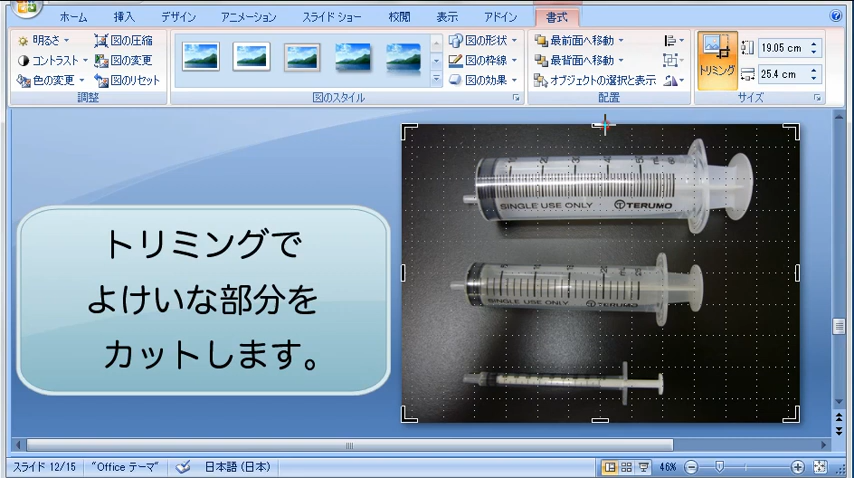 ホーム 挿入 デザイン アニメーション スライド ショー 校閲 表示 アドイン 書式
明るさ 図の圧縮 図の形状 最前面へ移動 19.05 cm
コントラスト 図の変更 図の枠線 最背面へ移動 トリミング 25.4 cm
色の変更 図のリセット 図の効果 オブジェクトの選択と表示
調整 図のスタイル 配置 サイズ
トリミングで
よけいな部分を
カットします。
SINGLE USE ONLY TERUMO
SINGLE USE ONLY TERUMO
スライド 12/15 "Office テーマ" 日本語 (日本) 46%